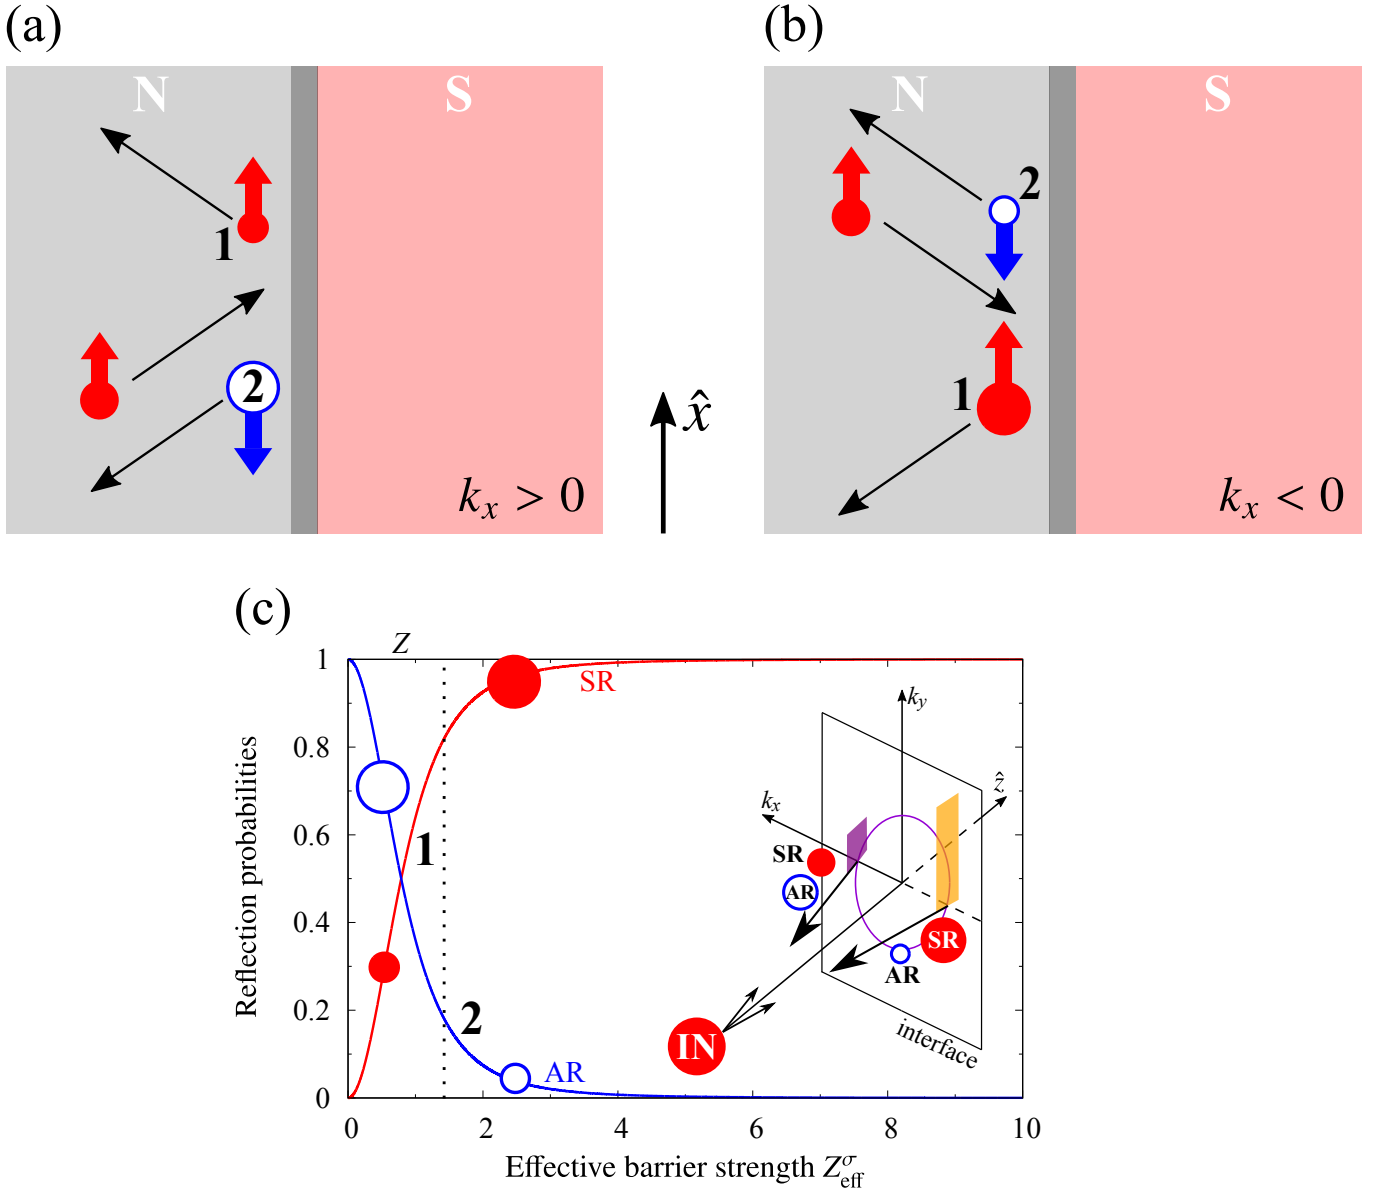 (a)
N
S
1
2
k_x > 0
x̂
(b)
N
S
2
1
k_x < 0
(c)
Z
SR
1
2
AR
Reflection probabilities
1
0.8
0.6
0.4
0.2
0
0
2
4
6
8
10
Effective barrier strength Z_eff^σ
k_y
ẑ
k_x
SR
AR
SR
AR
IN
interface